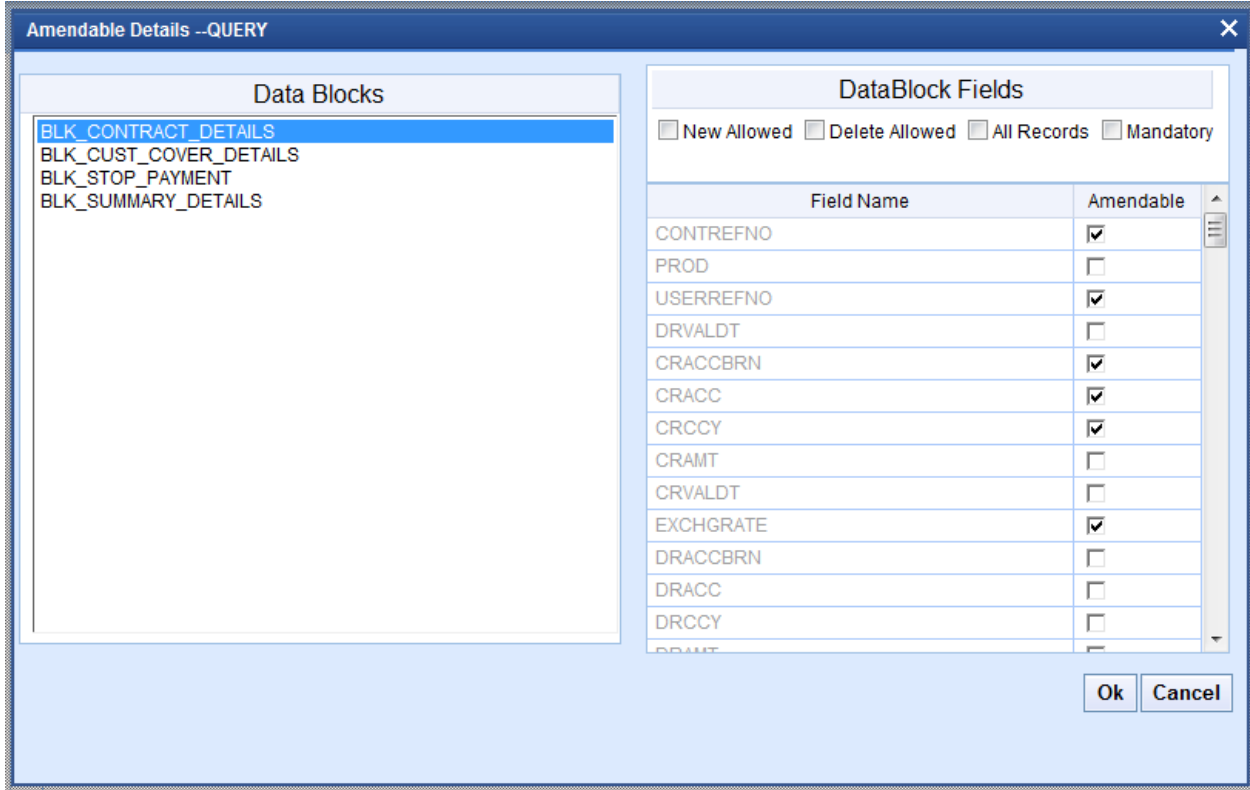 Amendable Details --QUERY
Data Blocks
BLK_CONTRACT_DETAILS
BLK_CUST_COVER_DETAILS
BLK_STOP_PAYMENT
BLK_SUMMARY_DETAILS
DataBlock Fields
New Allowed Delete Allowed All Records Mandatory
Field Name Amendable
CONTREFNO
PROD
USERREFNO
DRVALDT
CRACCBRN
CRACC
CRCCY
CRAMT
CRVALDT
EXCHGRATE
DRACCBRN
DRACC
DRCCY
DRAMT
Ok Cancel